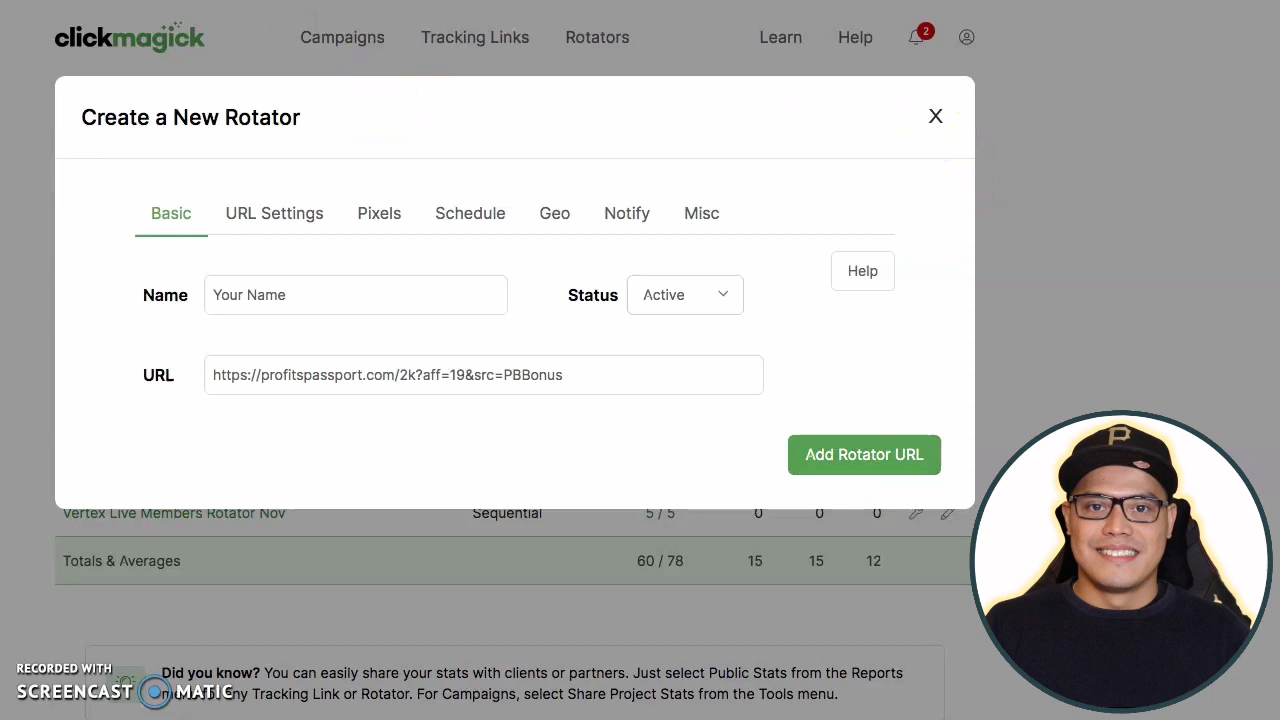 clickmagick
Campaigns Tracking Links Rotators Learn Help 2
Create a New Rotator X
Basic URL Settings Pixels Schedule Geo Notify Misc
Help
Name Your Name Status Active
URL https://profitspassport.com/2k?aff=19&src=PBBonus
Add Rotator URL
Vertex Live Members Rotator Nov Sequential 5 / 5 0 0 0
Totals & Averages 60 / 78 15 15 12
Did you know? You can easily share your stats with clients or partners. Just select Public Stats from the Reports
ny Tracking Link or Rotator. For Campaigns, select Share Project Stats from the Tools menu.
RECORDED WITH
SCREENCAST MATIC
P